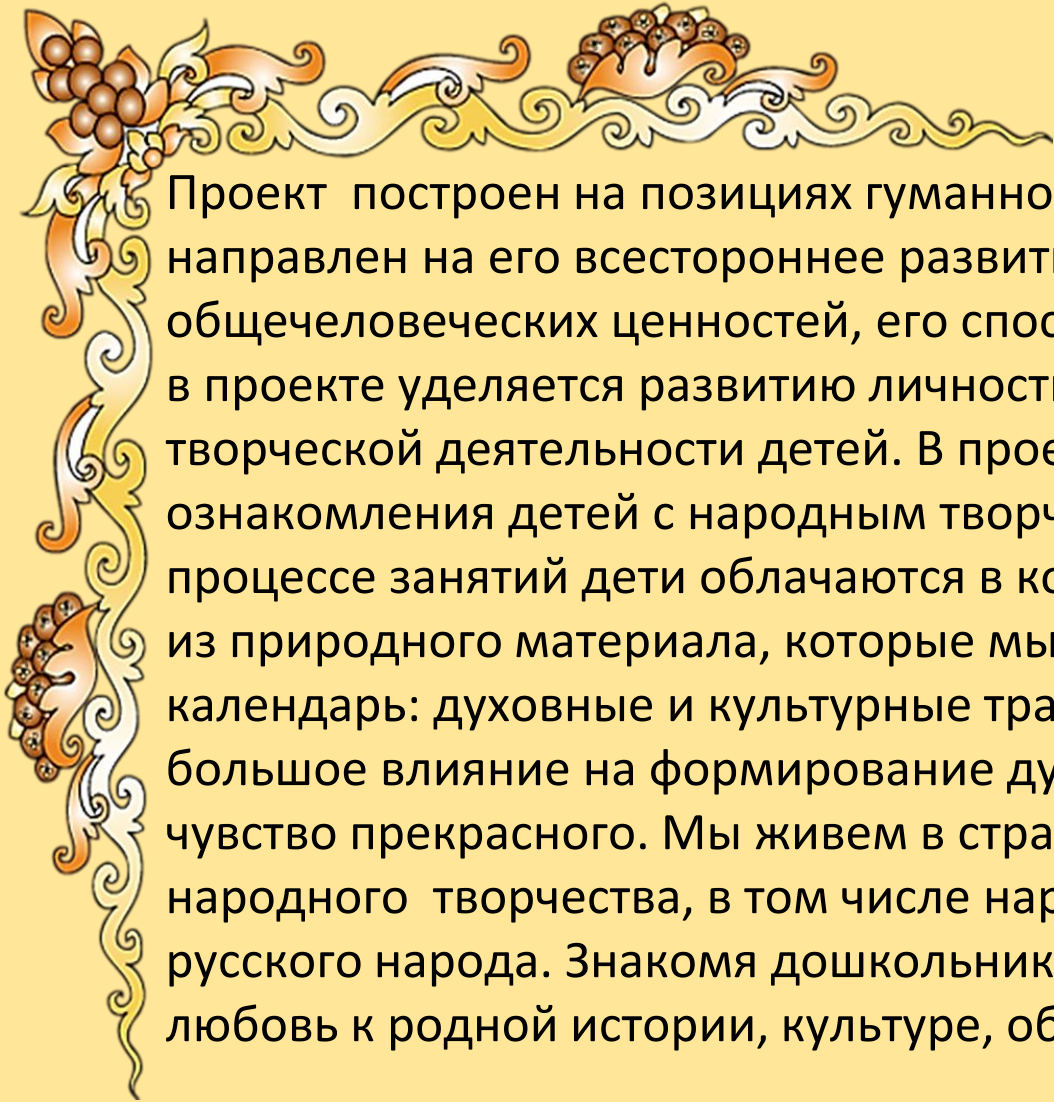 Проект построен на позициях гуманно
направлен на его всестороннее развит
общечеловеческих ценностей, его спос
в проекте уделяется развитию личност
творческой деятельности детей. В прое
ознакомления детей с народным творч
процессе занятий дети облачаются в ко
из природного материала, которые мы
календарь: духовные и культурные тра
большое влияние на формирование ду
чувство прекрасного. Мы живем в стра
народного творчества, в том числе нар
русского народа. Знакомя дошкольник
любовь к родной истории, культуре, об